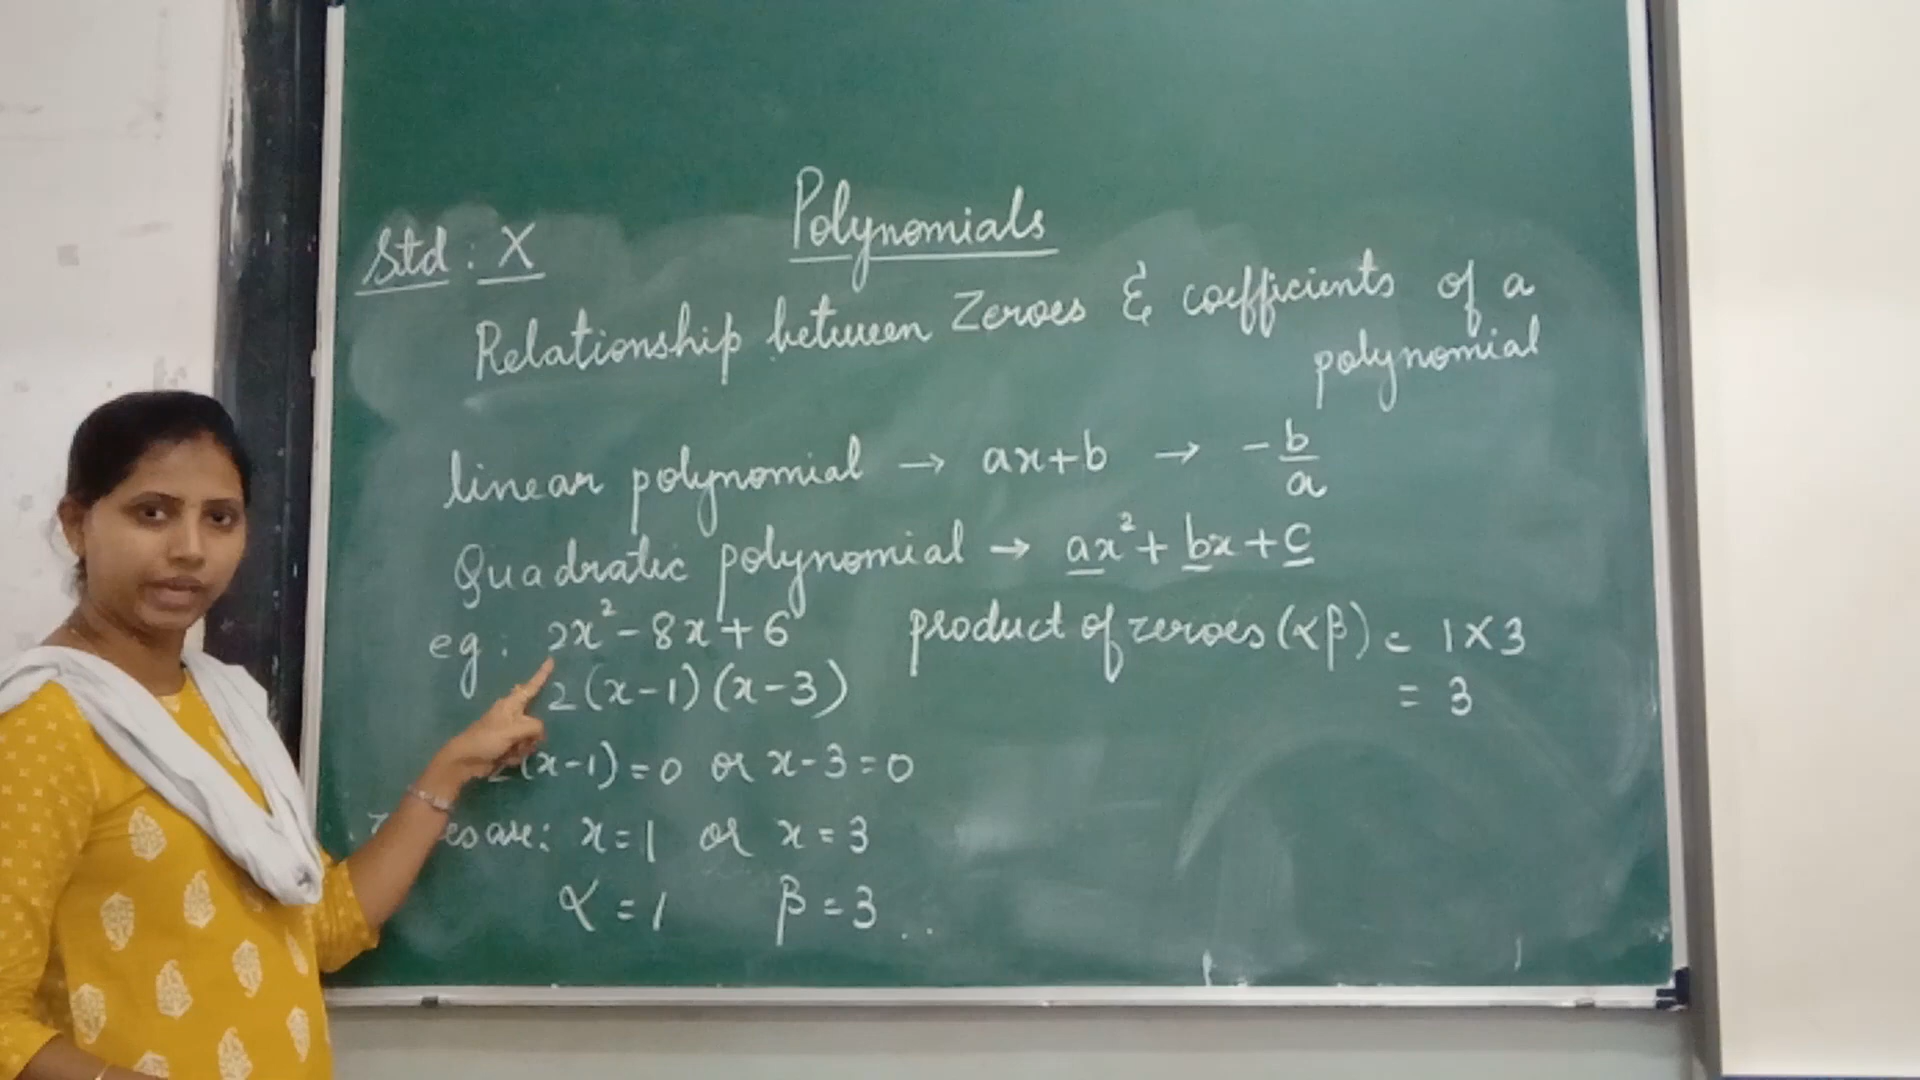 Polynomials
Std : X
Relationship between Zeroes & coefficients of a
polynomial
linear polynomial → ax+b → -b/a
Quadratic polynomial → ax²+ bx + c
eg: 2x²-8x+6
2(x-1)(x-3)
2(x-1)=0 or x-3=0
are: x=1 or x=3
α=1 β=3
product of zeroes (αβ) = 1×3
= 3